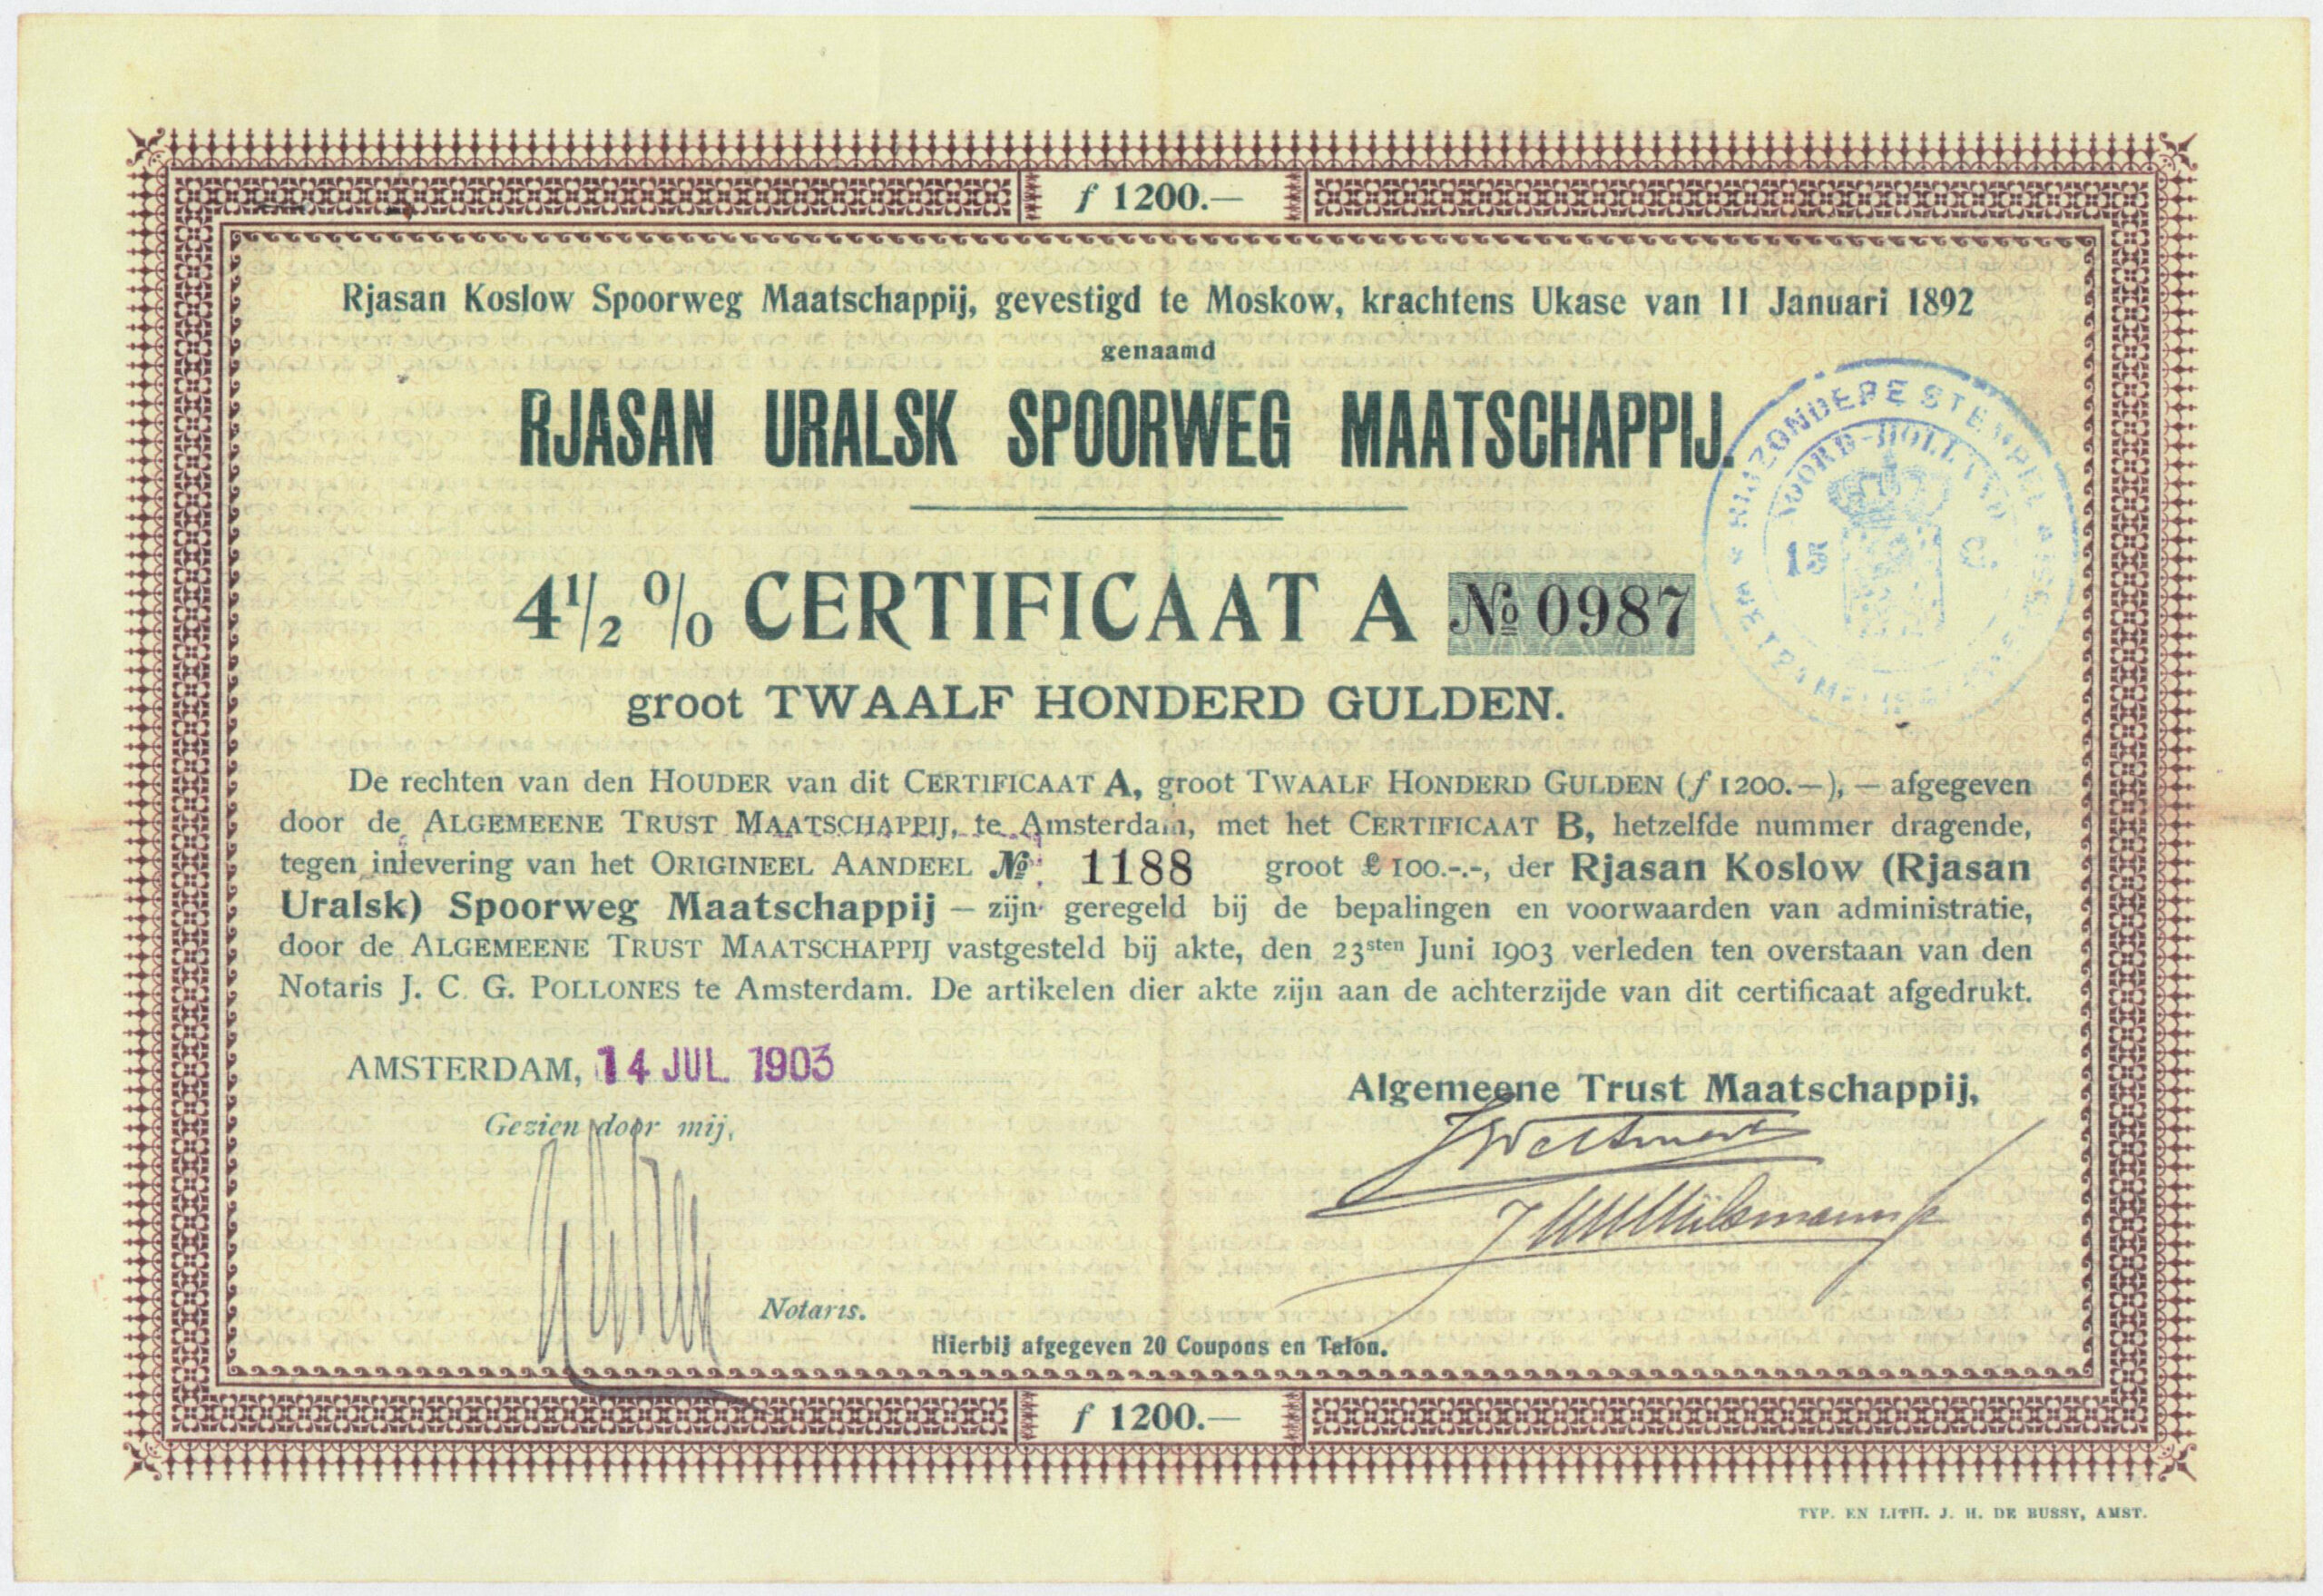 f 1200.—
Rjasan Koslow Spoorweg Maatschappij, gevestigd te Moskow, krachtens Ukase van 11 Januari 1892
genaamd
RJASAN URALSK SPOORWEG MAATSCHAPPIJ.
BIJZONDERE STEMPEL
NOORD-HOLLAND
15 C.
4½ % CERTIFICAAT A № 0987
groot TWAALF HONDERD GULDEN.
De rechten van den HOUDER van dit CERTIFICAAT A, groot TWAALF HONDERD GULDEN (f 1200.—), — afgegeven
door de ALGEMEENE TRUST MAATSCHAPPIJ, te Amsterdam, met het CERTIFICAAT B, hetzelfde nummer dragende,
tegen inlevering van het ORIGINEEL AANDEEL № 1188 groot £ 100.-.-, der Rjasan Koslow (Rjasan
Uralsk) Spoorweg Maatschappij — zijn geregeld bij de bepalingen en voorwaarden van administratie,
door de ALGEMEENE TRUST MAATSCHAPPIJ vastgesteld bij akte, den 23sten Juni 1903 verleden ten overstaan van den
Notaris J. C. G. POLLONES te Amsterdam. De artikelen dier akte zijn aan de achterzijde van dit certificaat afgedrukt.
AMSTERDAM, 14 JUL. 1903
Algemeene Trust Maatschappij,
Gezien door mij,
Notaris.
Hierbij afgegeven 20 Coupons en Talon.
f 1200.—
TYP. EN LITH. J. H. DE BUSSY, AMST.